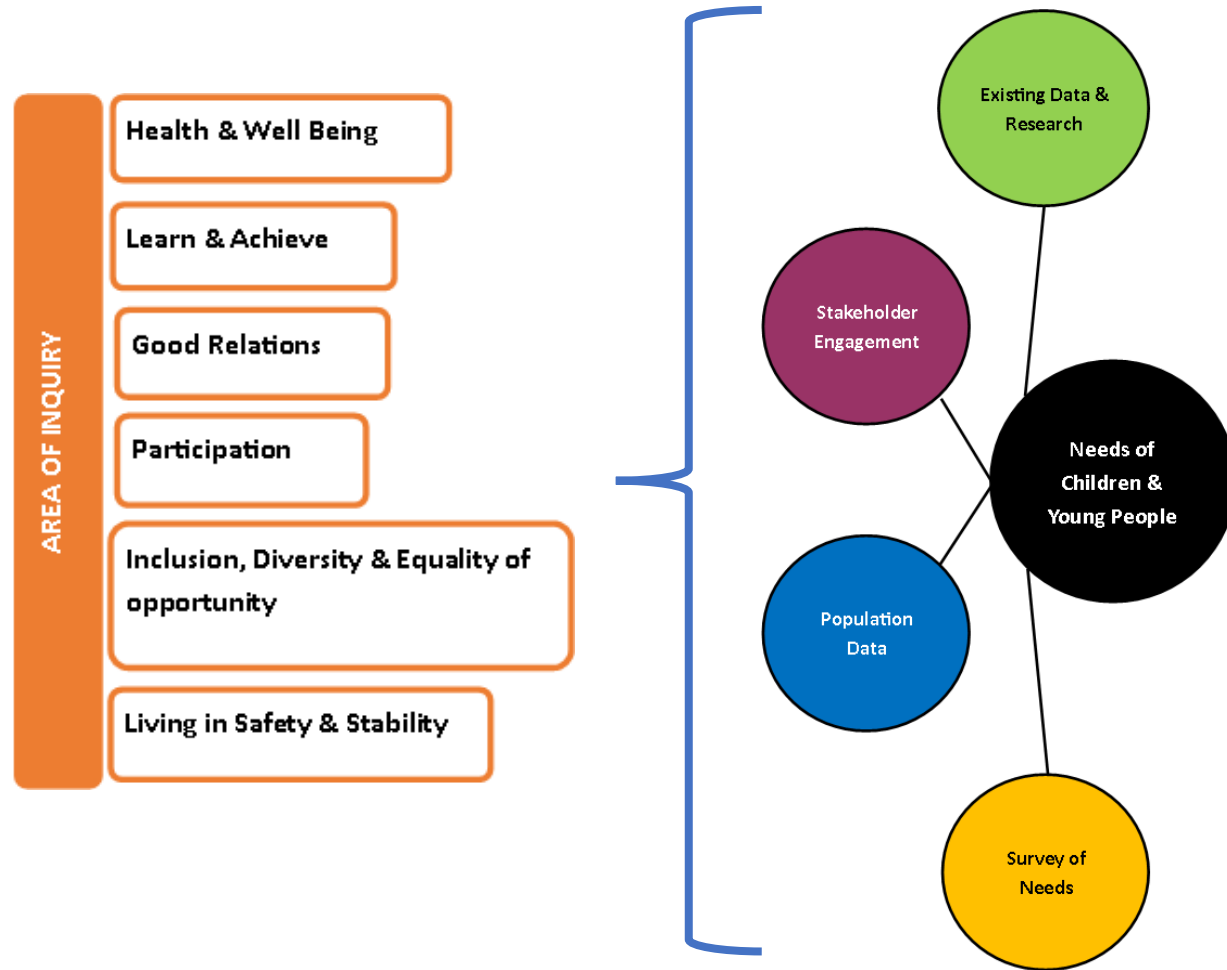 AREA OF INQUIRY
Health & Well Being
Learn & Achieve
Good Relations
Participation
Inclusion, Diversity & Equality of
opportunity
Living in Safety & Stability
Existing Data &
Research
Stakeholder
Engagement
Needs of
Children &
Young People
Population
Data
Survey of
Needs